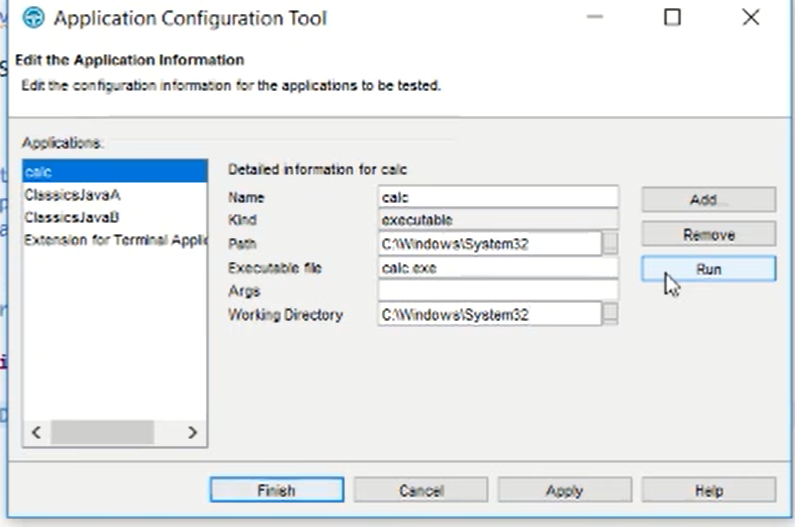 Application Configuration Tool
Edit the Application Information
Edit the configuration information for the applications to be tested.
Applications:
calc
ClassicsJavaA
ClassicsJavaB
Extension for Terminal Applic
Detailed information for calc
Name calc
Kind executable
Path C:\Windows\System32
Executable file calc.exe
Args
Working Directory C:\Windows\System32
Add...
Remove
Run
Finish Cancel Apply Help